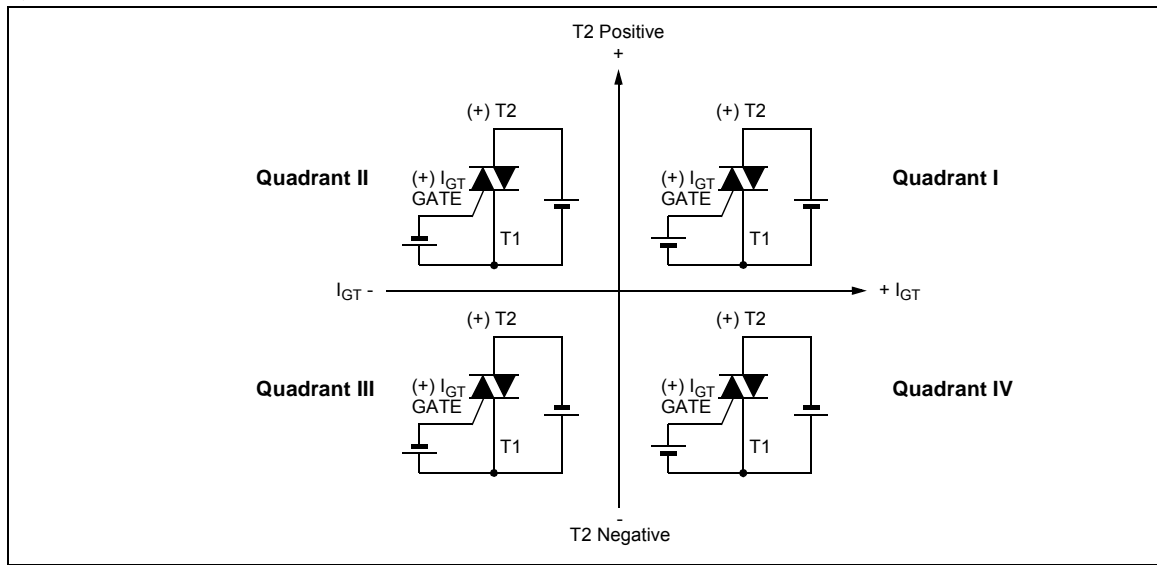 T2 Positive
+
(+) T2
(+) T2
Quadrant II
(+) IGT
GATE
T1
(+) IGT
GATE
T1
Quadrant I
IGT -
+ IGT
(+) T2
(+) T2
Quadrant III
(+) IGT
GATE
T1
(+) IGT
GATE
T1
Quadrant IV
-
T2 Negative